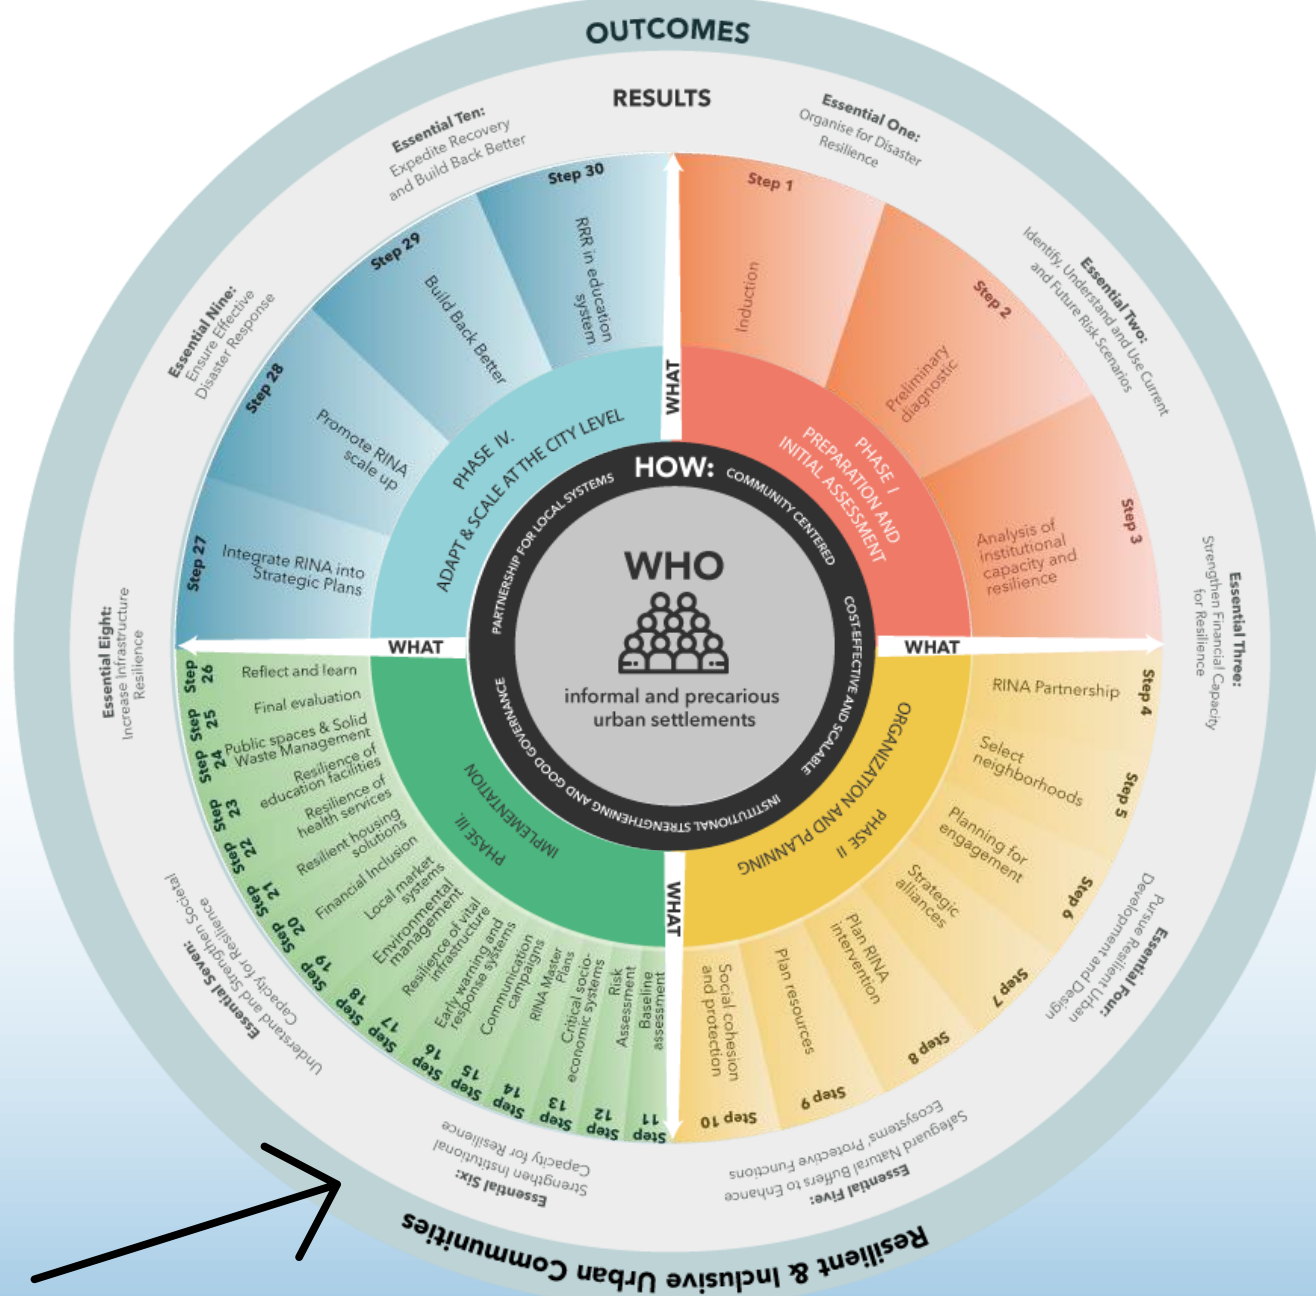 OUTCOMES
RESULTS
Essential One:
Organise for Disaster
Resilience
Essential Two:
Identify, Understand and Use Current
and Future Risk Scenarios
Essential Three:
Strengthen Financial Capacity
for Resilience
Essential Four:
Pursue Resilient Urban
Development and Design
Essential Five:
Safeguard Natural Buffers to Enhance
Ecosystems' Protective Functions
Essential Six:
Strengthen Institutional
Capacity for Resilience
Essential Seven:
Understand and Strengthen Societal
Capacity for Resilience
Essential Eight:
Increase Infrastructure
Resilience
Essential Nine:
Ensure Effective
Disaster Response
Essential Ten:
Expedite Recovery
and Build Back Better
Step 1
Induction
Step 2
Preliminary
diagnostic
Step 3
Analysis of
institutional
capacity and
resilience
Step 4
RINA Partnership
Step 5
Select
neighborhoods
Step 6
Planning for
engagement
Step 7
Strategic
alliances
Step 8
Plan RINA
intervention
Step 9
Plan resources
Step 10
Social cohesion
and protection
Step
11
Baseline
assessment
Step
12
Risk
Assessment
Step
13
Critical socio-
economic systems
Step
14
RINA Master
Plans
Step
15
Communication
campaigns
Step
16
Early warning and
response systems
Step
17
Resilience of vital
infrastructure
Step
18
Environmental
management
Step
19
Local market
systems
Step
20
Financial Inclusion
Step
21
Resilient housing
solutions
Step
22
Resilience of
health services
Step
23
Resilience of
education facilities
Step
24
Public spaces & Solid
Waste Management
Step
25
Final evaluation
Step
26
Reflect and learn
Step 27
Integrate RINA into
Strategic Plans
Step 28
Promote RINA
scale up
Step 29
Build Back Better
Step 30
RRR in education
system
WHAT
PHASE I
PREPARATION AND
INITIAL ASSESSMENT
WHAT
PHASE II
ORGANIZATION AND PLANNING
WHAT
PHASE III.
IMPLEMENTATION
WHAT
PHASE IV.
ADAPT & SCALE AT THE CITY LEVEL
HOW:
COMMUNITY CENTERED
COST-EFFECTIVE AND SCALABLE
INSTITUTIONAL STRENGTHENING AND GOOD GOVERNANCE
PARTNERSHIP FOR LOCAL SYSTEMS
WHO
informal and precarious
urban settlements
Resilient & Inclusive Urban Communities